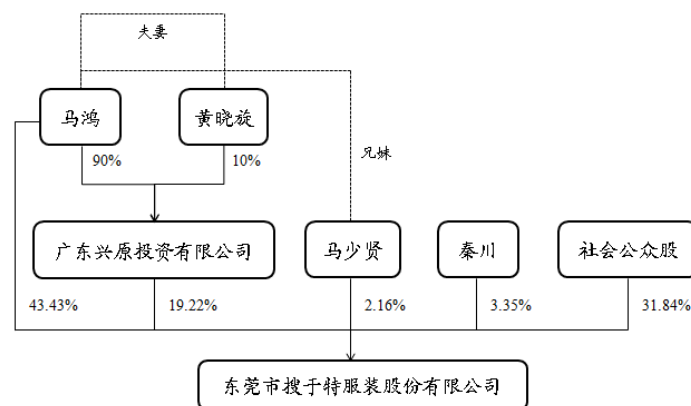 夫妻
马鸿
黄晓旋
兄妹
90%
10%
广东兴原投资有限公司
马少贤
秦川
社会公众股
43.43%
19.22%
2.16%
3.35%
31.84%
东莞市搜于特服装股份有限公司